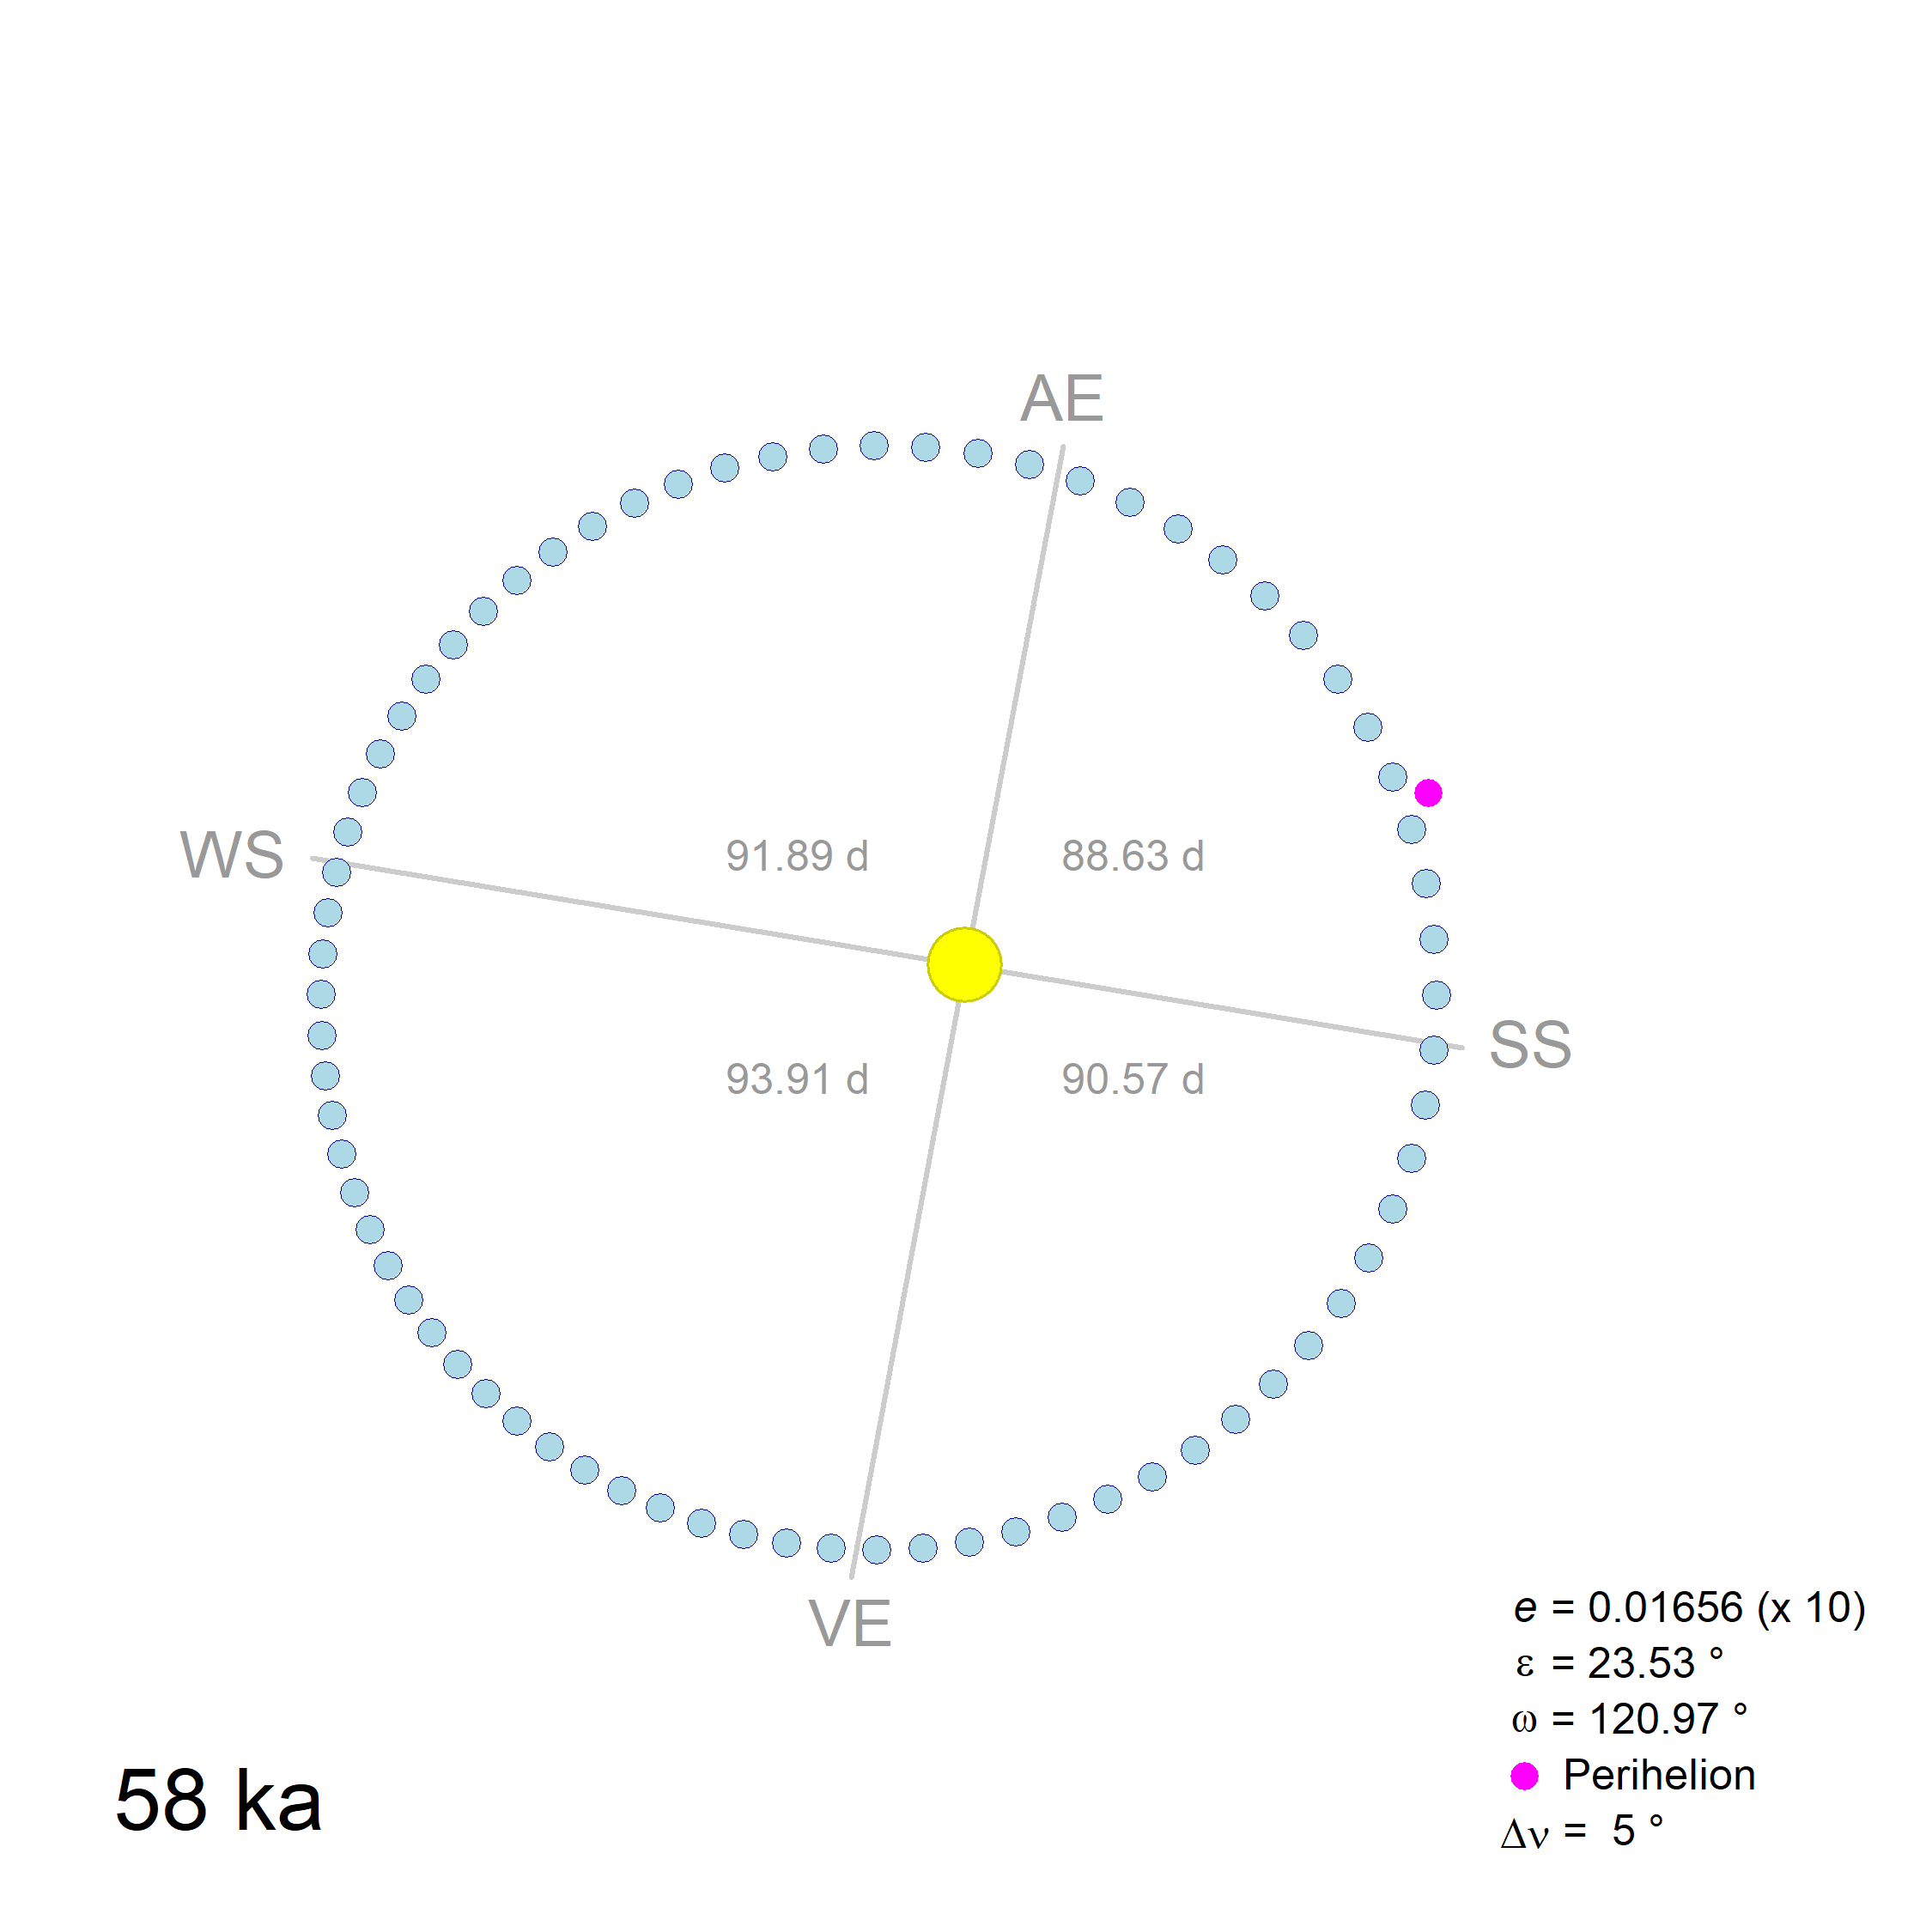 AE
WS
91.89 d
88.63 d
SS
93.91 d
90.57 d
VE
e = 0.01656 (x 10)
ε = 23.53 °
ω = 120.97 °
Perihelion
Δν = 5 °
58 ka